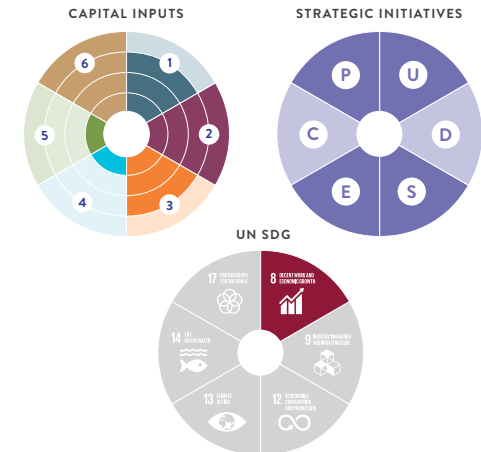 CAPITAL INPUTS
6
1
5
2
4
3
STRATEGIC INITIATIVES
P
U
C
D
E
S
UN SDG
17 PARTNERSHIPS
FOR THE GOALS
8 DECENT WORK AND
ECONOMIC GROWTH
14 LIFE
BELOW WATER
9 INDUSTRY, INNOVATION
AND INFRASTRUCTURE
13 CLIMATE
ACTION
12 RESPONSIBLE
CONSUMPTION
AND PRODUCTION